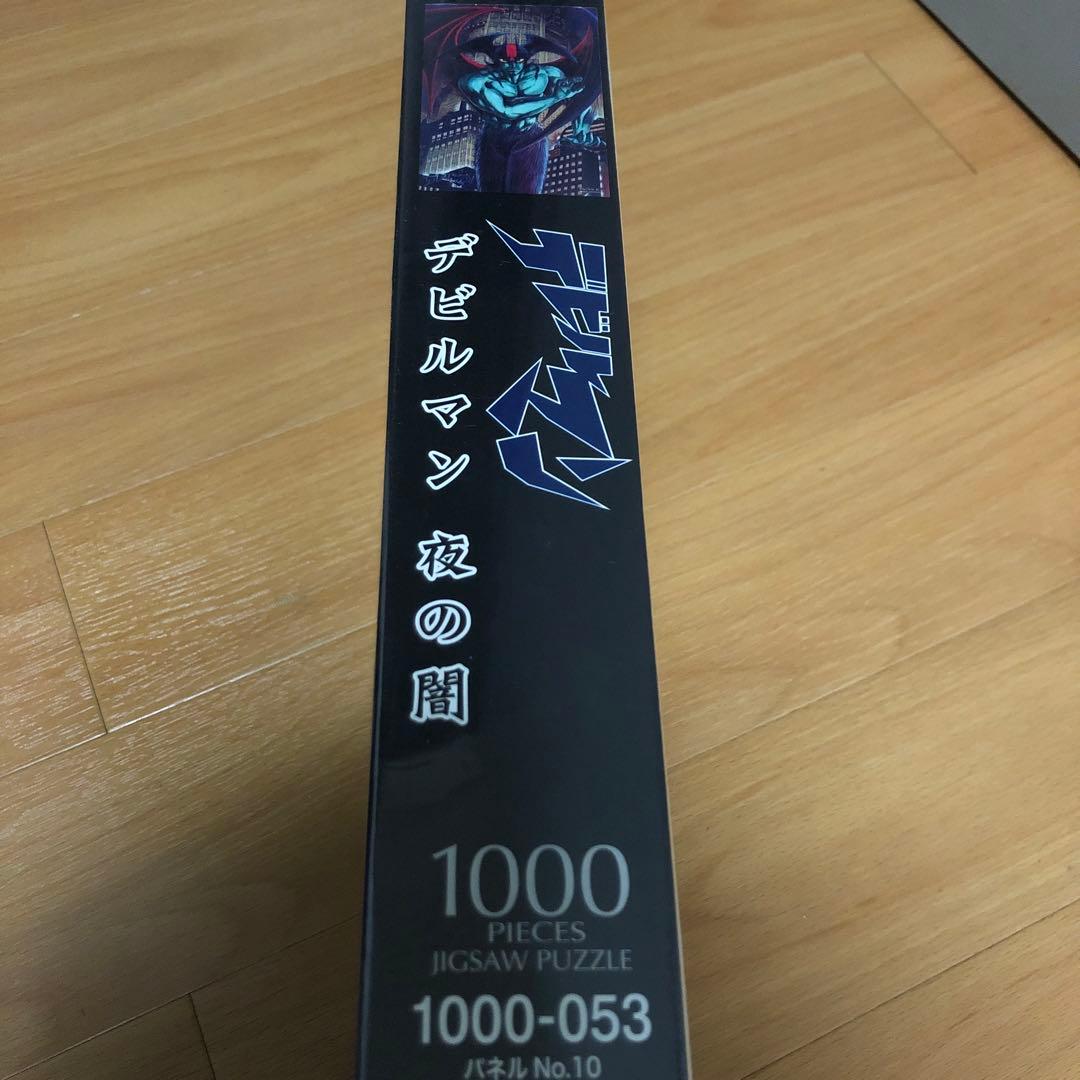 デビルマン
デビルマン 夜の闇
1000
PIECES
JIGSAW PUZZLE
1000-053
パネル No.10